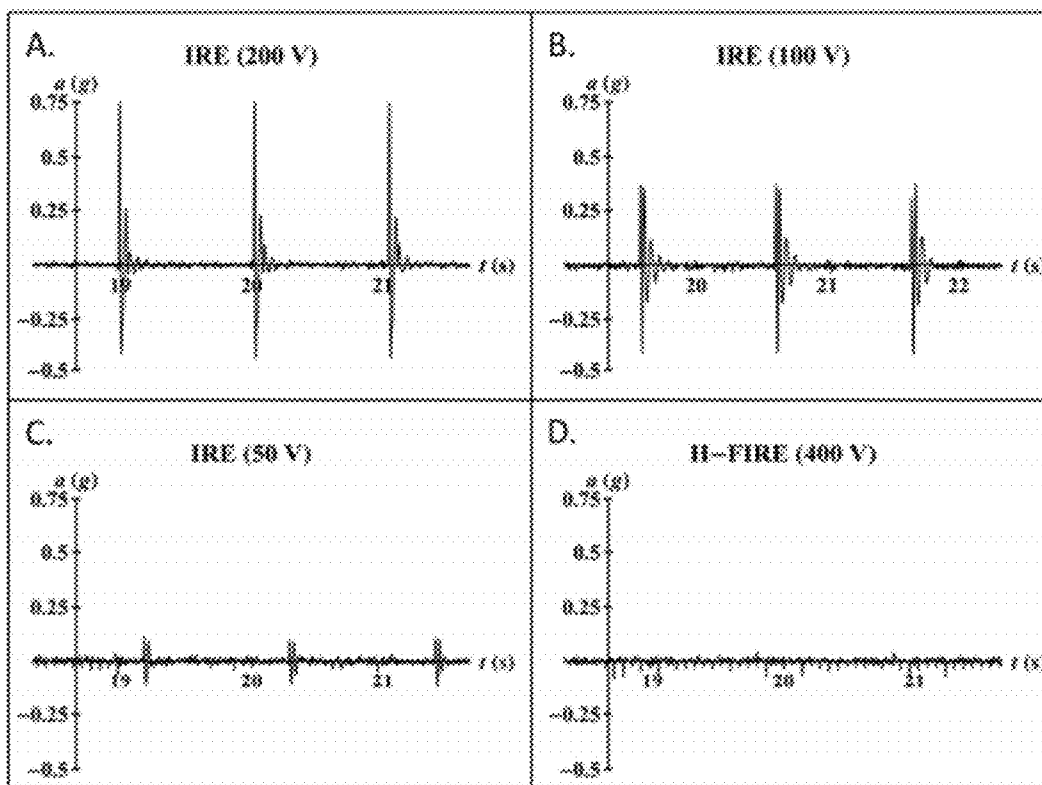 A.
IRE (200 V)
a (g)
0.75
0.5
0.25
19 20 21 t (s)
−0.25
−0.5
B.
IRE (100 V)
a (g)
0.75
0.5
0.25
20 21 22 t (s)
−0.25
−0.5
C.
IRE (50 V)
a (g)
0.75
0.5
0.25
19 20 21 t (s)
−0.25
−0.5
D.
H−FIRE (400 V)
a (g)
0.75
0.5
0.25
19 20 21 t (s)
−0.25
−0.5